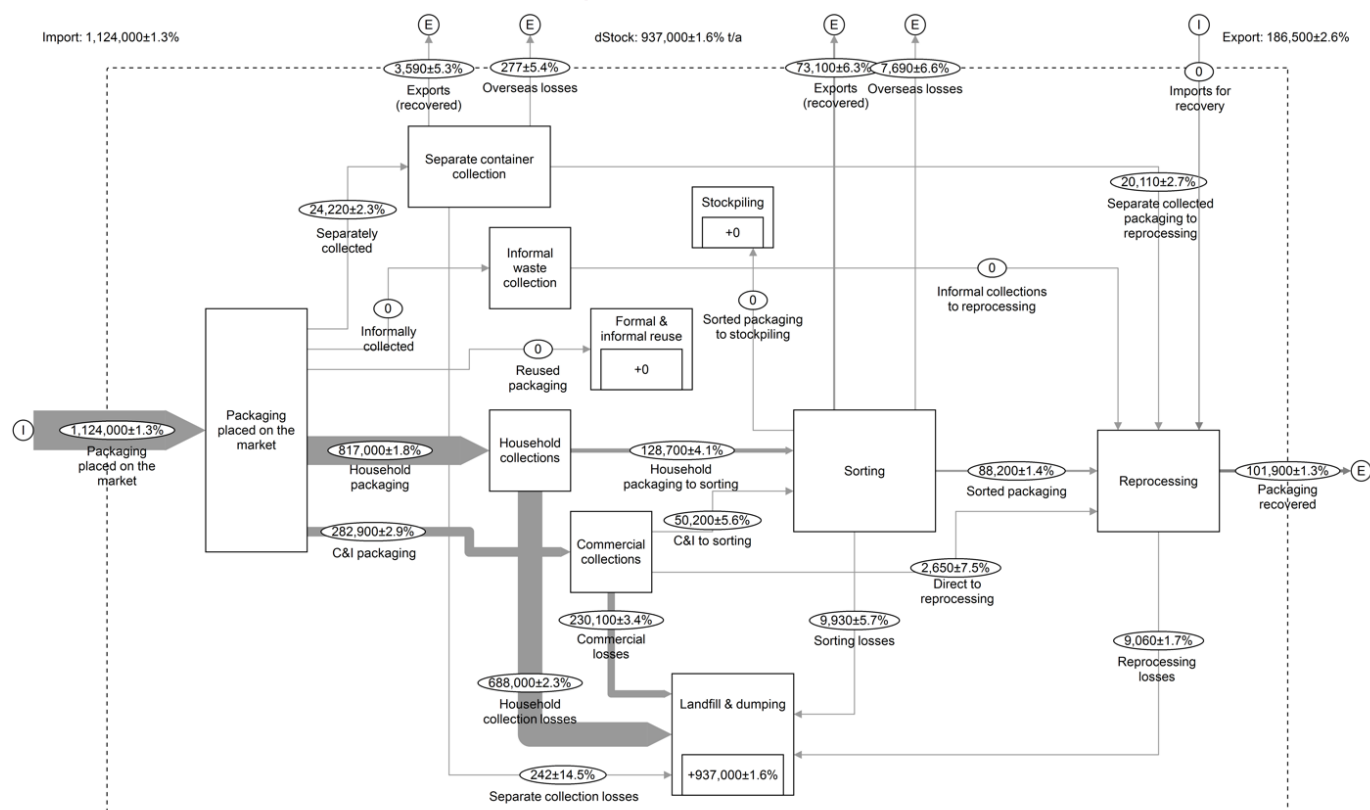 Import: 1,124,000±1.3%
dStock: 937,000±1.6% t/a
Export: 186,500±2.6%
E
E
E
E
I
3,590±5.3%
Exports
(recovered)
277±5.4%
Overseas losses
73,100±6.3%
Exports
(recovered)
7,690±6.6%
Overseas losses
0
Imports for
recovery
Separate container
collection
24,220±2.3%
Separately
collected
20,110±2.7%
Separate collected
packaging to
reprocessing
Stockpiling
+0
Informal
waste
collection
0
Informally
collected
0
Informal collections
to reprocessing
0
Sorted packaging
to stockpiling
Formal &
informal reuse
+0
0
Reused
packaging
I
1,124,000±1.3%
Packaging
placed on the
market
Packaging
placed on the
market
817,000±1.8%
Household
packaging
Household
collections
128,700±4.1%
Household
packaging to sorting
Sorting
88,200±1.4%
Sorted packaging
Reprocessing
101,900±1.3%
Packaging
recovered
E
282,900±2.9%
C&I packaging
Commercial
collections
50,200±5.6%
C&I to sorting
2,650±7.5%
Direct to
reprocessing
230,100±3.4%
Commercial
losses
9,930±5.7%
Sorting losses
9,060±1.7%
Reprocessing
losses
688,000±2.3%
Household
collection losses
Landfill & dumping
+937,000±1.6%
242±14.5%
Separate collection losses